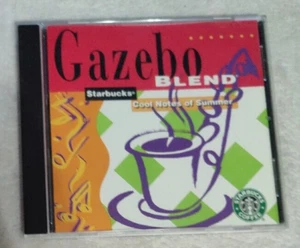 Gazebo
BLEND
Starbucks
Cool Notes of Summer